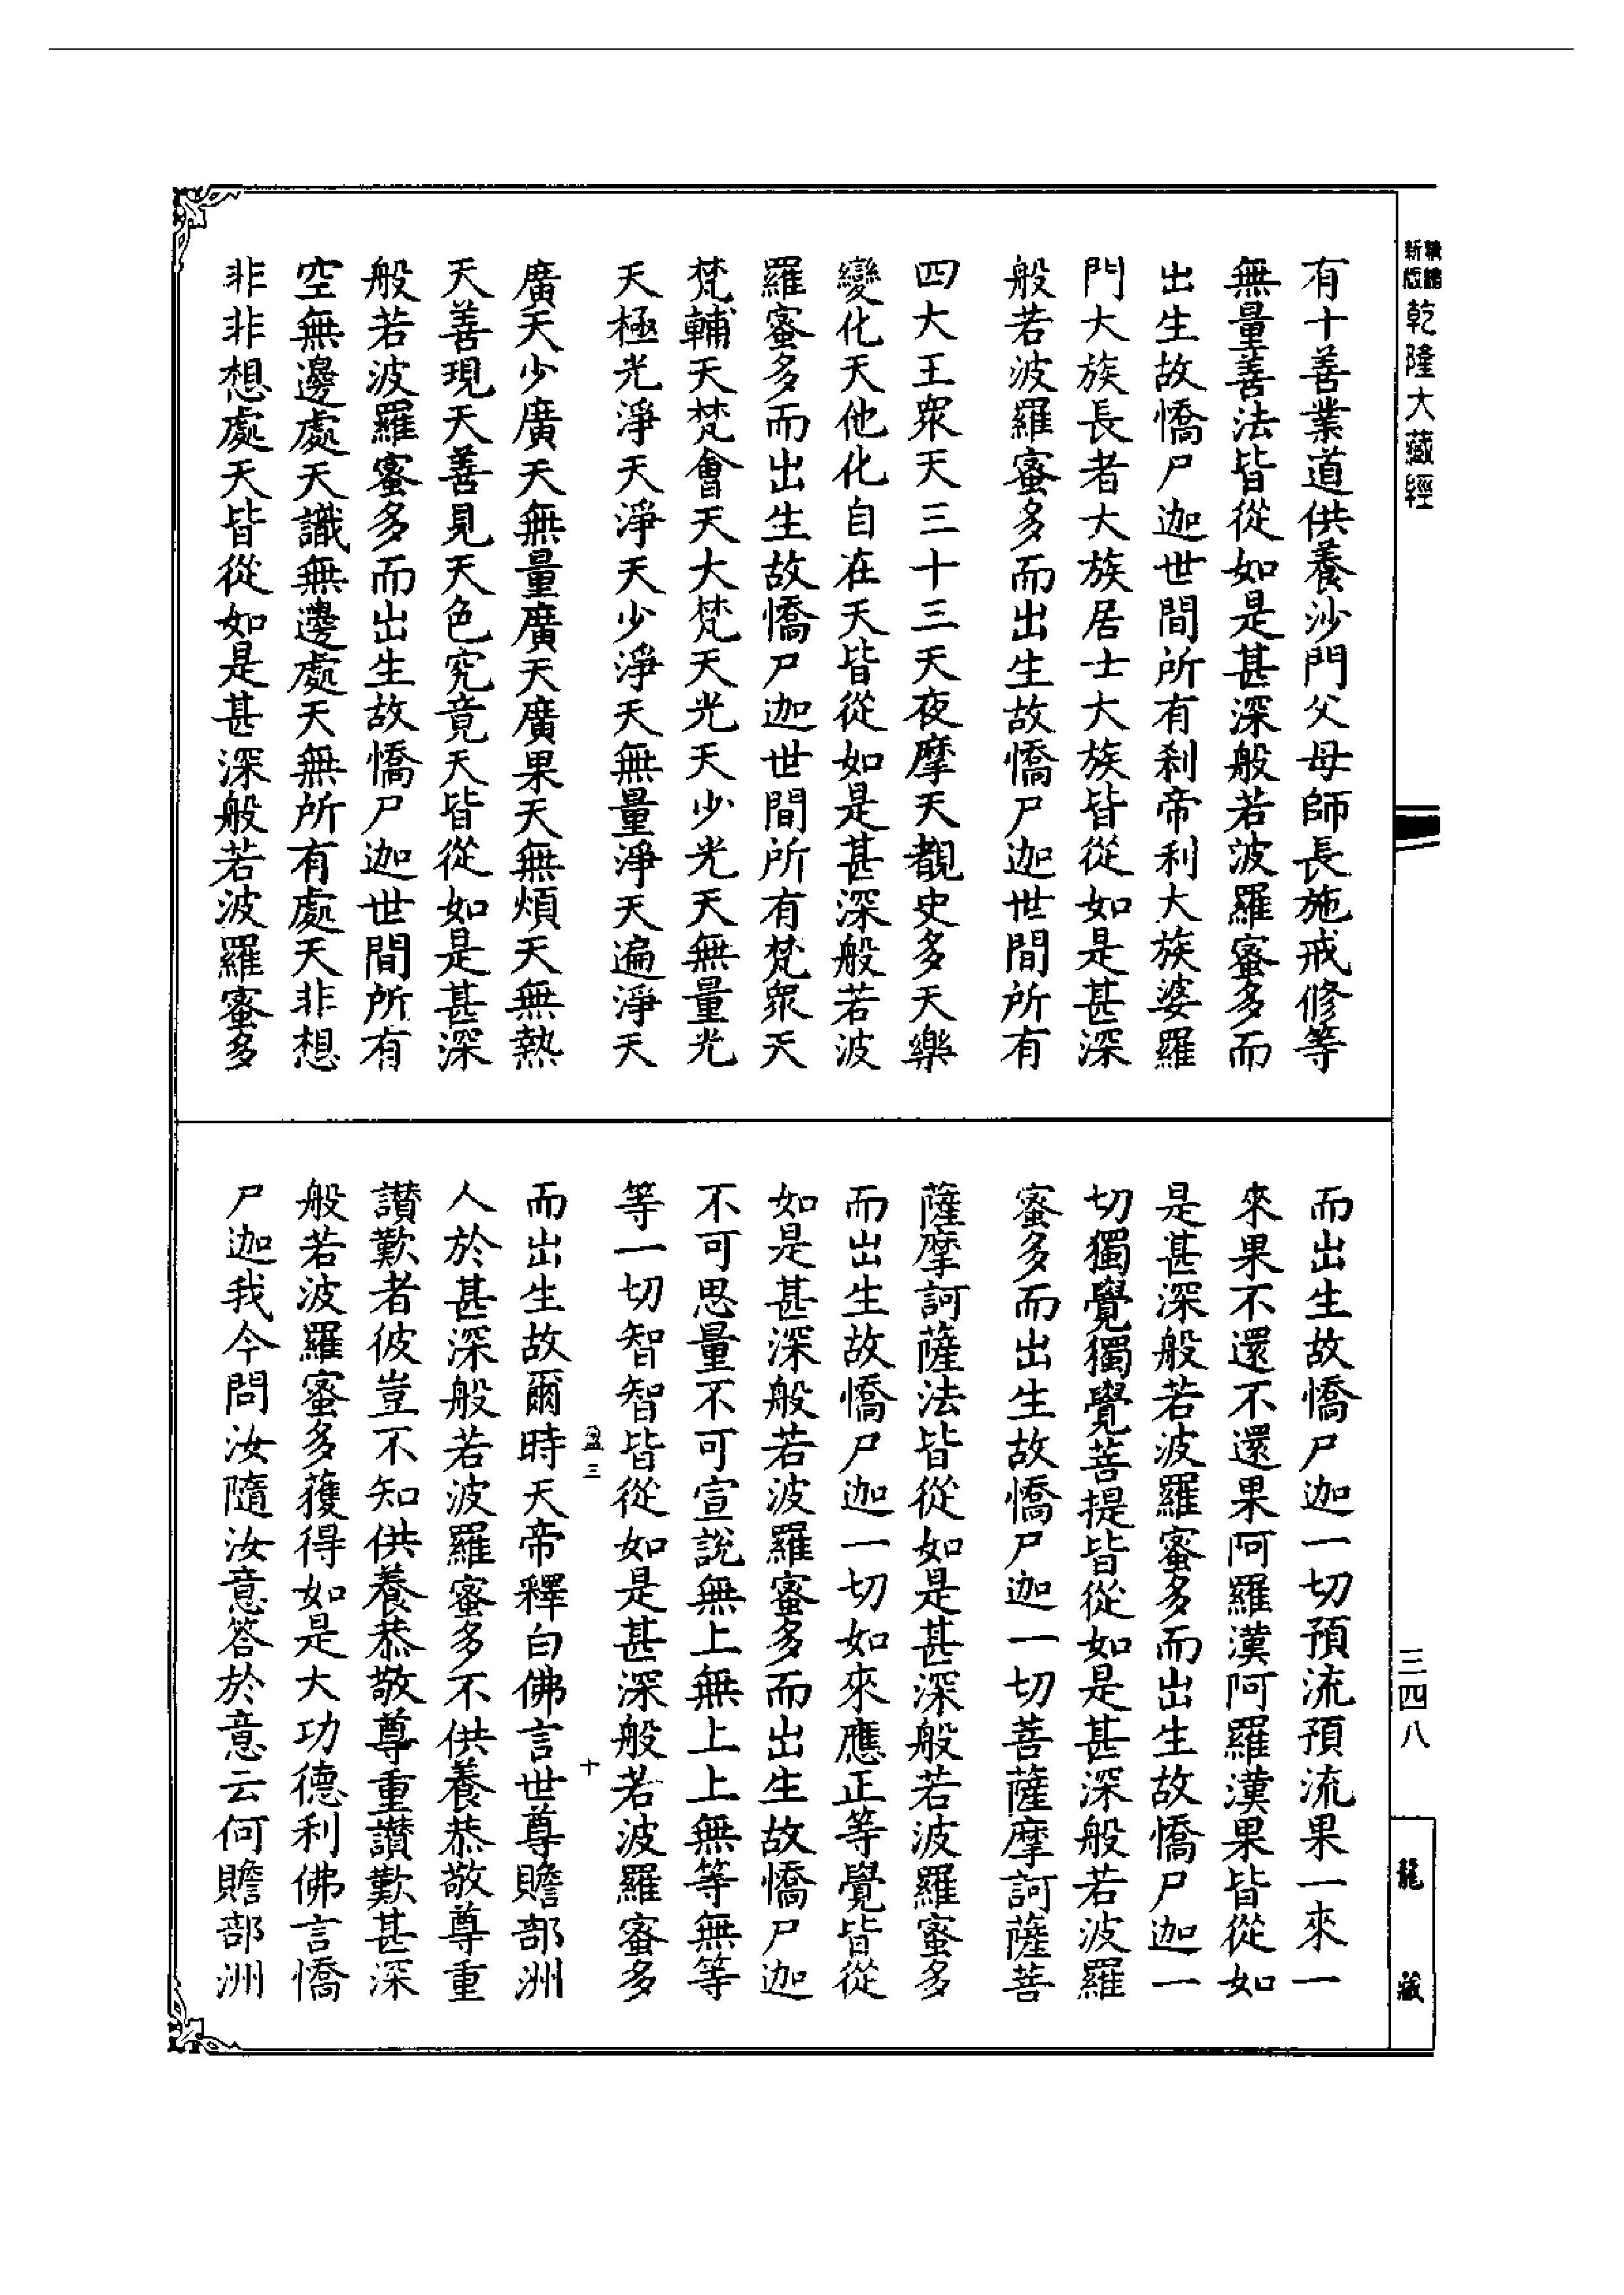 新編
縮版
乾隆大藏經
有十善業道供養沙門父母師長施戒修等
無量善法皆從如是甚深般若波羅蜜多而
出生故憍尸迦世間所有剎帝利大族婆羅
門大族長者大族居士大族皆從如是甚深
般若波羅蜜多而出生故憍尸迦世間所有
四大王眾天三十三天夜摩天覩史多天樂
變化天他化自在天皆從如是甚深般若波
羅蜜多而出生故憍尸迦世間所有梵眾天
梵輔天梵會天大梵天光天少光天無量光
天極光淨天淨天少淨天無量淨天遍淨天
廣天少廣天無量廣天廣果天無煩天無熱
天善現天善見天色究竟天皆從如是甚深
般若波羅蜜多而出生故憍尸迦世間所有
空無邊處天識無邊處天無所有處天非想
非非想處天皆從如是甚深般若波羅蜜多
而出生故憍尸迦一切預流預流果一來一
來果不還不還果阿羅漢阿羅漢果皆從如
是甚深般若波羅蜜多而出生故憍尸迦一
切獨覺獨覺菩提皆從如是甚深般若波羅
蜜多而出生故憍尸迦一切菩薩摩訶薩菩
薩摩訶薩法皆從如是甚深般若波羅蜜多
而出生故憍尸迦一切如來應正等覺皆從
如是甚深般若波羅蜜多而出生故憍尸迦
不可思量不可宣說無上無上上無等無等
等一切智智皆從如是甚深般若波羅蜜多
盈三
十
而出生故爾時天帝釋白佛言世尊贍部洲
人於甚深般若波羅蜜多不供養恭敬尊重
讚歎者彼豈不知供養恭敬尊重讚歎甚深
般若波羅蜜多獲得如是大功德利佛言憍
尸迦我今問汝隨汝意答於意云何贍部洲
三四八
龍藏